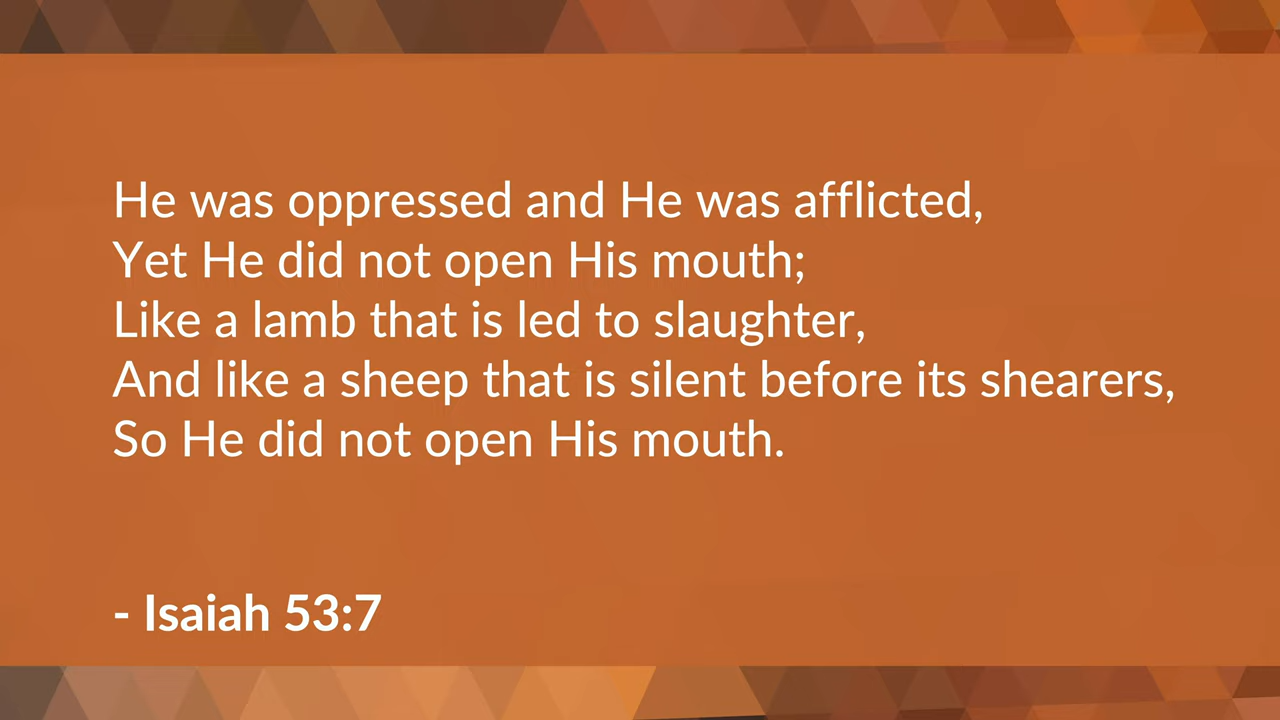 He was oppressed and He was afflicted,
Yet He did not open His mouth;
Like a lamb that is led to slaughter,
And like a sheep that is silent before its shearers,
So He did not open His mouth.
- Isaiah 53:7